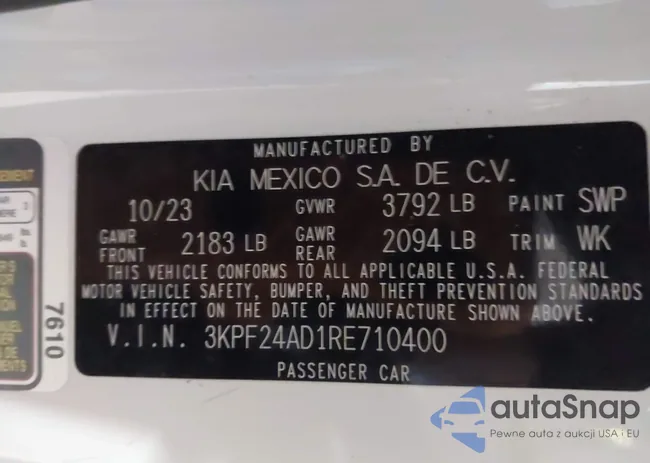 MANUFACTURED BY
KIA MEXICO S.A. DE C.V.
10/23 GVWR 3792 LB PAINT SWP
GAWR FRONT 2183 LB GAWR REAR 2094 LB TRIM WK
THIS VEHICLE CONFORMS TO ALL APPLICABLE U.S.A. FEDERAL
MOTOR VEHICLE SAFETY, BUMPER, AND THEFT PREVENTION STANDARDS
IN EFFECT ON THE DATE OF MANUFACTURE SHOWN ABOVE.
V.I.N. 3KPF24AD1RE710400
PASSENGER CAR
7610
autaSnap
Pewne auta z aukcji USA i EU